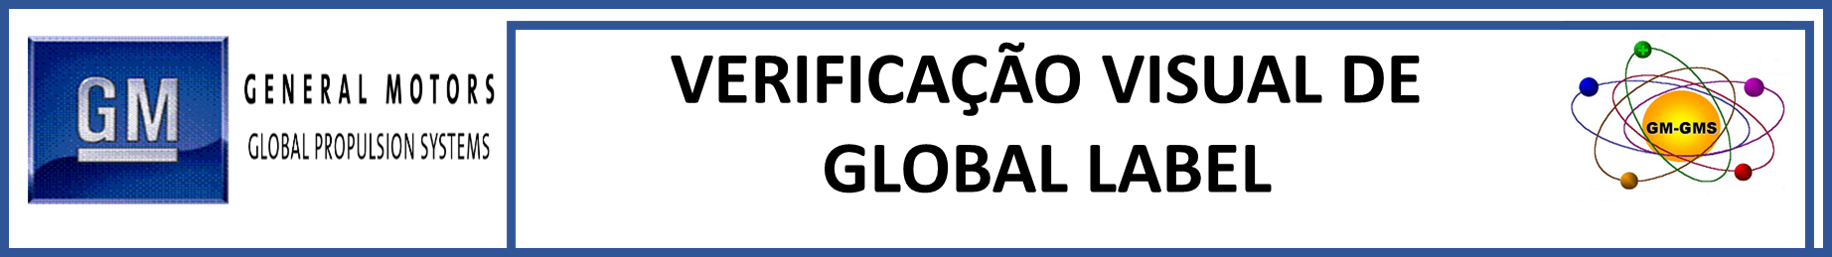 GM
GENERAL MOTORS
GLOBAL PROPULSION SYSTEMS
VERIFICAÇÃO VISUAL DE
GLOBAL LABEL
GM-GMS